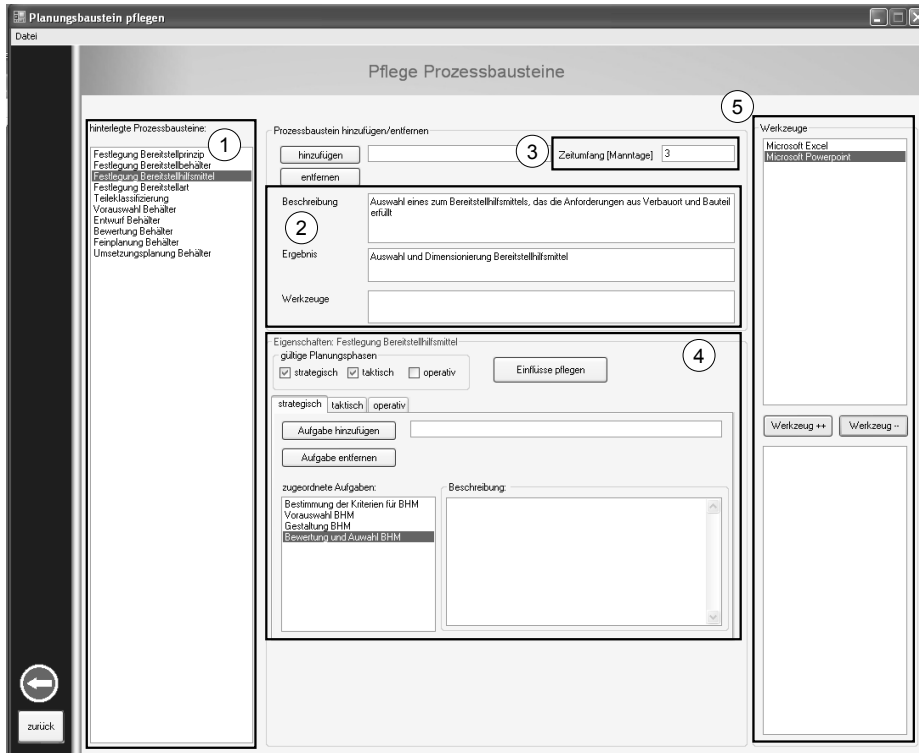 Planungsbaustein pflegen
Datei
Pflege Prozessbausteine
hinterlegte Prozessbausteine:
1
Festlegung Bereitstellprinzip
Festlegung Bereitstellbehälter
Festlegung Bereitstellhilfsmittel
Festlegung Bereitstellart
Teileklassifizierung
Vorauswahl Behälter
Entwurf Behälter
Bewertung Behälter
Feinplanung Behälter
Umsetzungsplanung Behälter
zurück
Prozessbaustein hinzufügen/entfernen
hinzufügen
entfernen
3
Zeitumfang [Manntage]
3
Beschreibung
2
Auswahl eines zum Bereitstellhilfsmittels, das die Anforderungen aus Verbauort und Bauteil
erfüllt
Ergebnis
Auswahl und Dimensionierung Bereitstellhilfsmittel
Werkzeuge
Eigenschaften: Festlegung Bereitstellhilfsmittel
4
gültige Planungsphasen
strategisch
taktisch
operativ
Einflüsse pflegen
strategisch
taktisch
operativ
Aufgabe hinzufügen
Aufgabe entfernen
zugeordnete Aufgaben:
Bestimmung der Kriterien für BHM
Vorauswahl BHM
Gestaltung BHM
Bewertung und Auwahl BHM
Beschreibung:
5
Werkzeuge
Microsoft Excel
Microsoft Powerpoint
Werkzeug ++
Werkzeug --